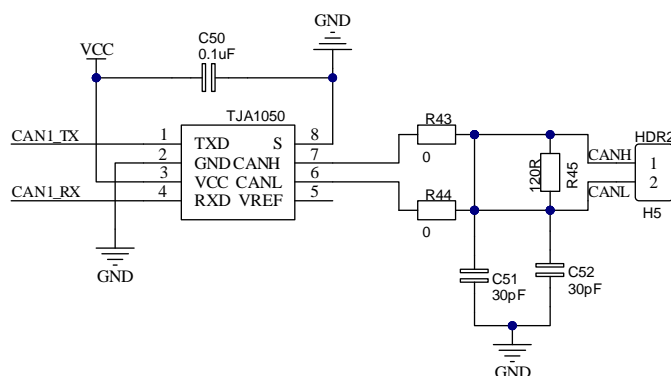 GND
C50
0.1uF
VCC
TJA1050
R43
0
HDR2
CAN1_TX
1
TXD
S
8
2
GND
CANH
7
3
VCC
CANL
6
CAN1_RX
4
RXD
VREF
5
120R
R45
CANH
CANL
1
2
H5
R44
0
GND
C51
30pF
C52
30pF
GND